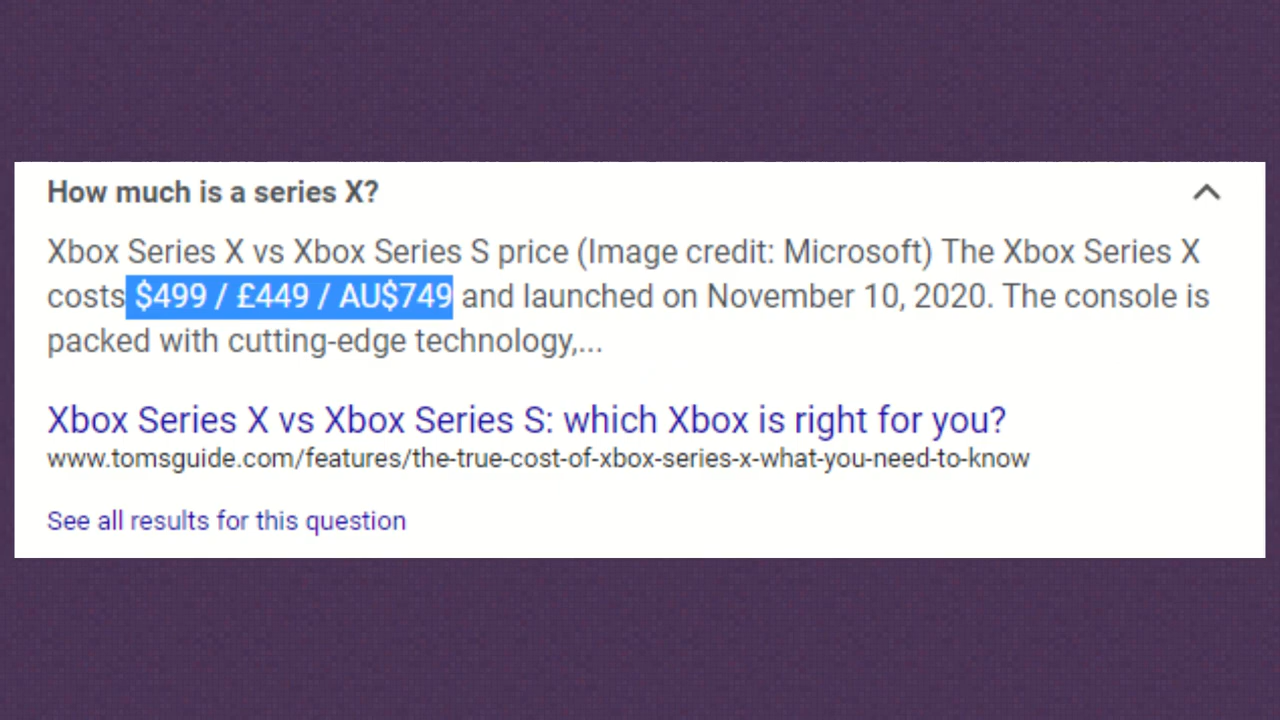 How much is a series X?
Xbox Series X vs Xbox Series S price (Image credit: Microsoft) The Xbox Series X
costs $499 / £449 / AU$749 and launched on November 10, 2020. The console is
packed with cutting-edge technology,...
Xbox Series X vs Xbox Series S: which Xbox is right for you?
www.tomsguide.com/features/the-true-cost-of-xbox-series-x-what-you-need-to-know
See all results for this question